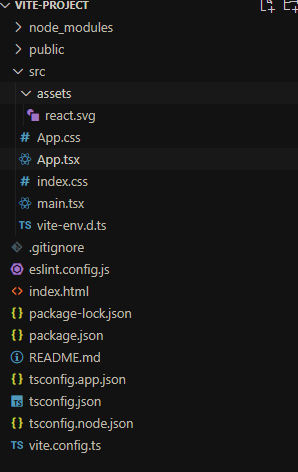 VITE-PROJECT
node_modules
public
src
assets
react.svg
# App.css
App.tsx
# index.css
main.tsx
TS vite-env.d.ts
.gitignore
eslint.config.js
<> index.html
{} package-lock.json
{} package.json
README.md
{} tsconfig.app.json
TS tsconfig.json
{} tsconfig.node.json
TS vite.config.ts